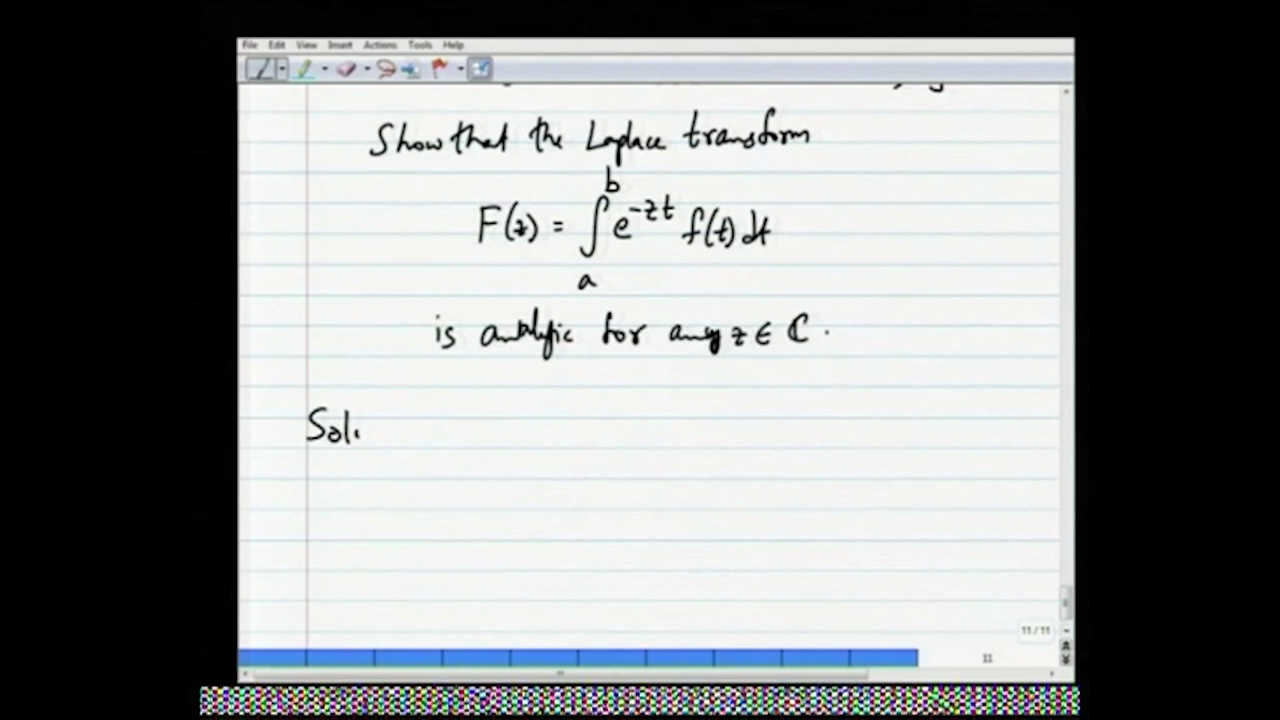 File Edit View Insert Actions Tools Help
Show that the Laplace transform
F(z) = ∫_a^b e^{-zt} f(t) dt
is analytic for any z ∈ ℂ.
Sol.
11 / 11
11